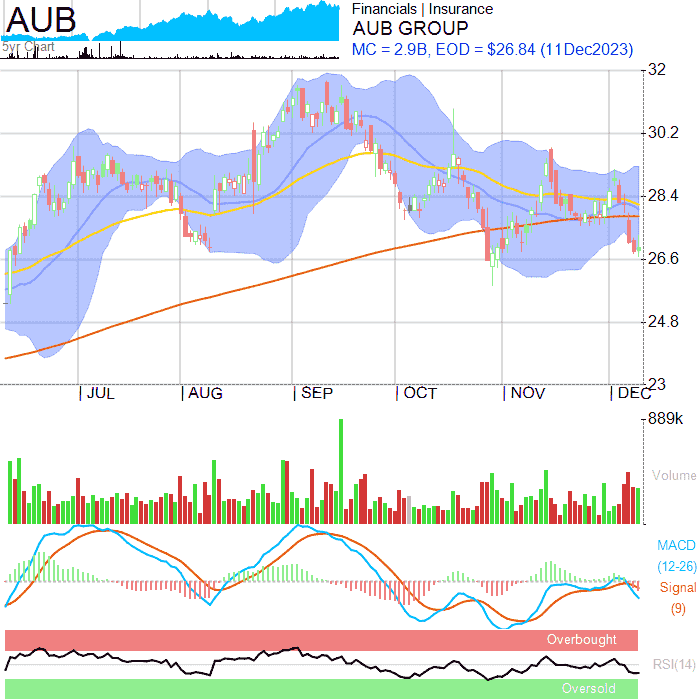 AUB
5yr Chart
Financials | Insurance
AUB GROUP
MC = 2.9B, EOD = $26.84 (11Dec2023)
32
30.2
28.4
26.6
24.8
23
JUL AUG SEP OCT NOV DEC
889k
Volume
MACD
(12-26)
Signal
(9)
Overbought
RSI(14)
Oversold